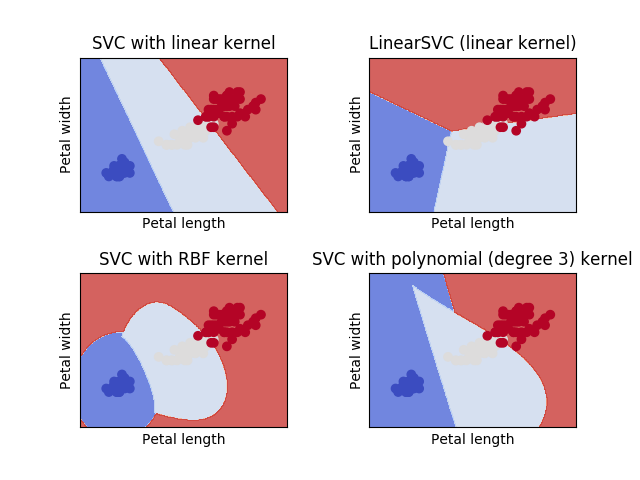 SVC with linear kernel
LinearSVC (linear kernel)
Petal width
Petal width
Petal length
Petal length
SVC with RBF kernel
SVC with polynomial (degree 3) kernel
Petal width
Petal width
Petal length
Petal length